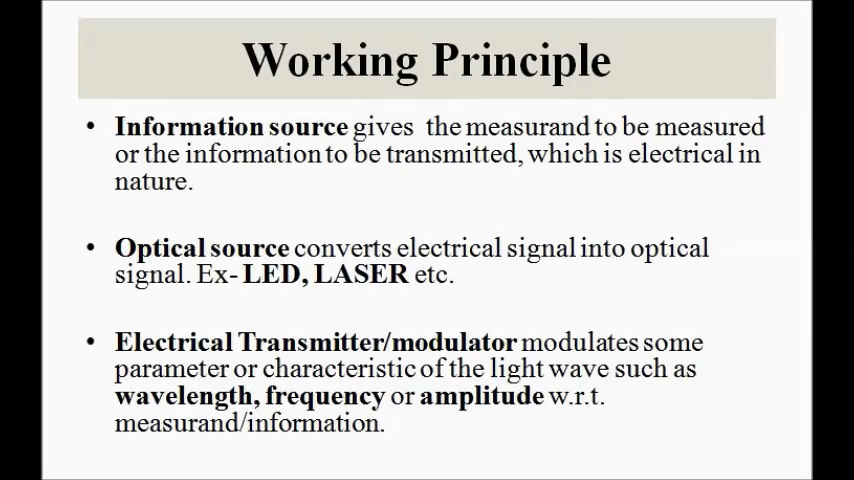 Working Principle
• Information source gives the measurand to be measured
or the information to be transmitted, which is electrical in
nature.
• Optical source converts electrical signal into optical
signal. Ex- LED, LASER etc.
• Electrical Transmitter/modulator modulates some
parameter or characteristic of the light wave such as
wavelength, frequency or amplitude w.r.t.
measurand/information.